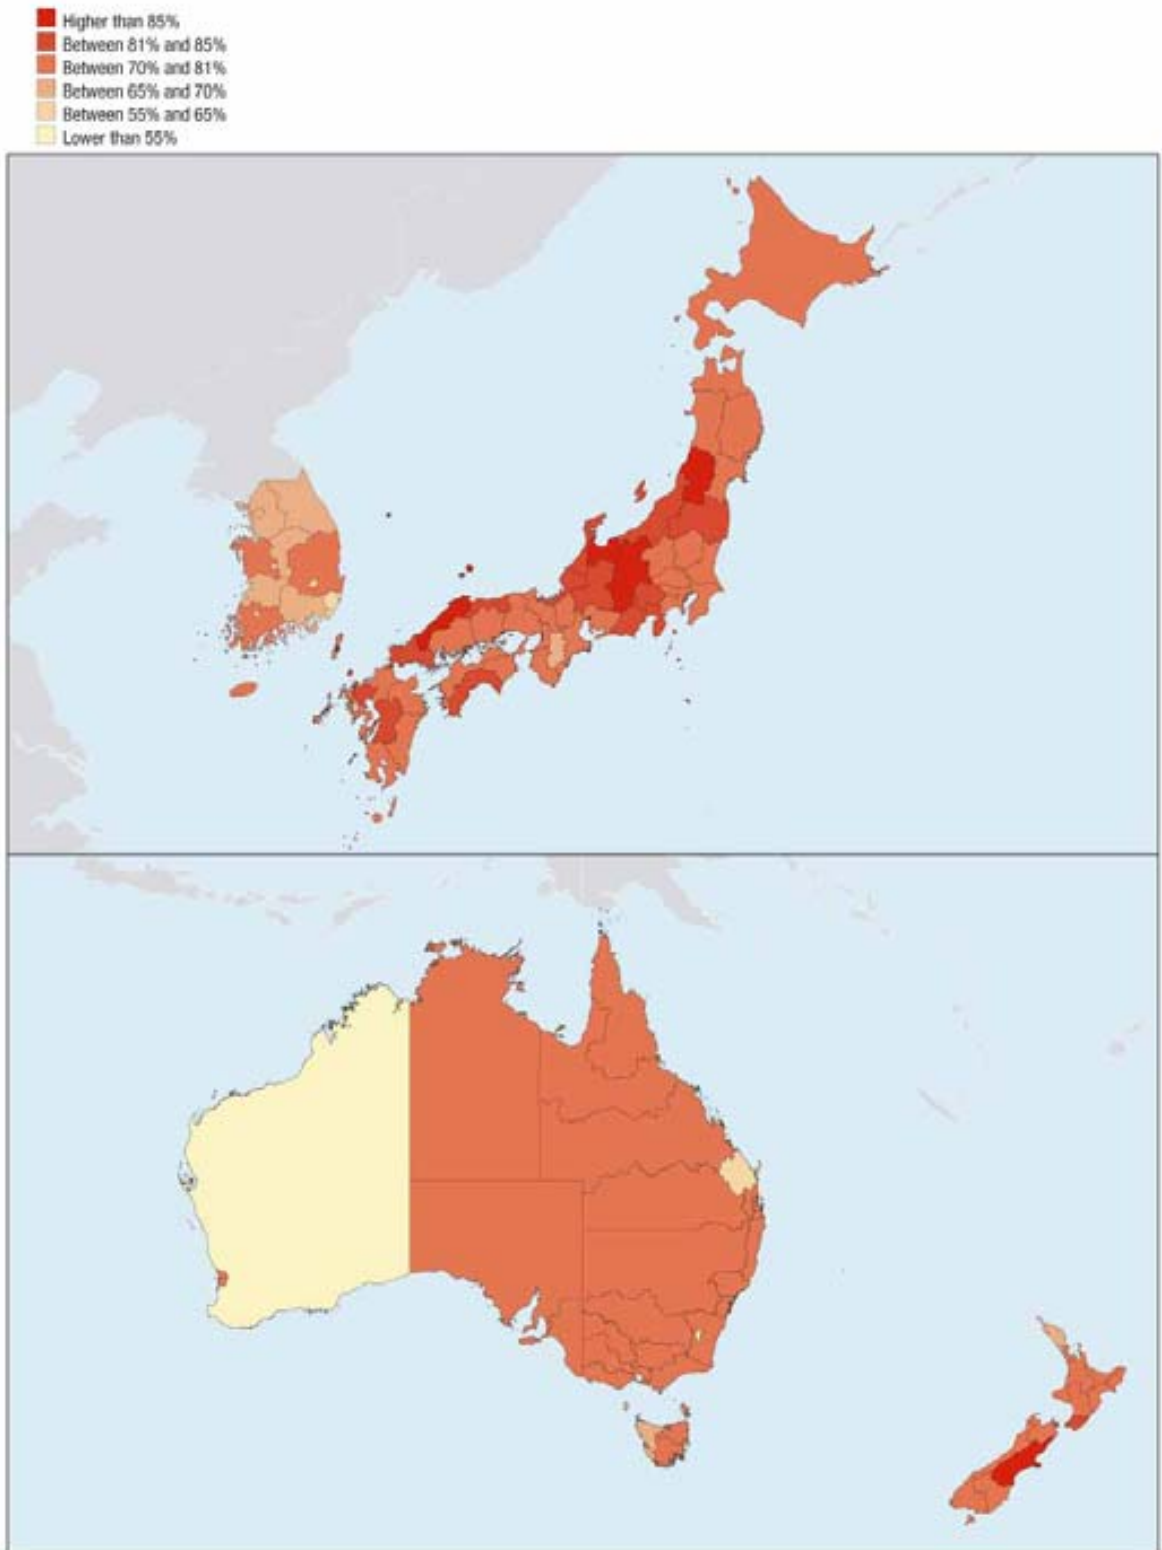 Higher than 85%
Between 81% and 85%
Between 70% and 81%
Between 65% and 70%
Between 55% and 65%
Lower than 55%